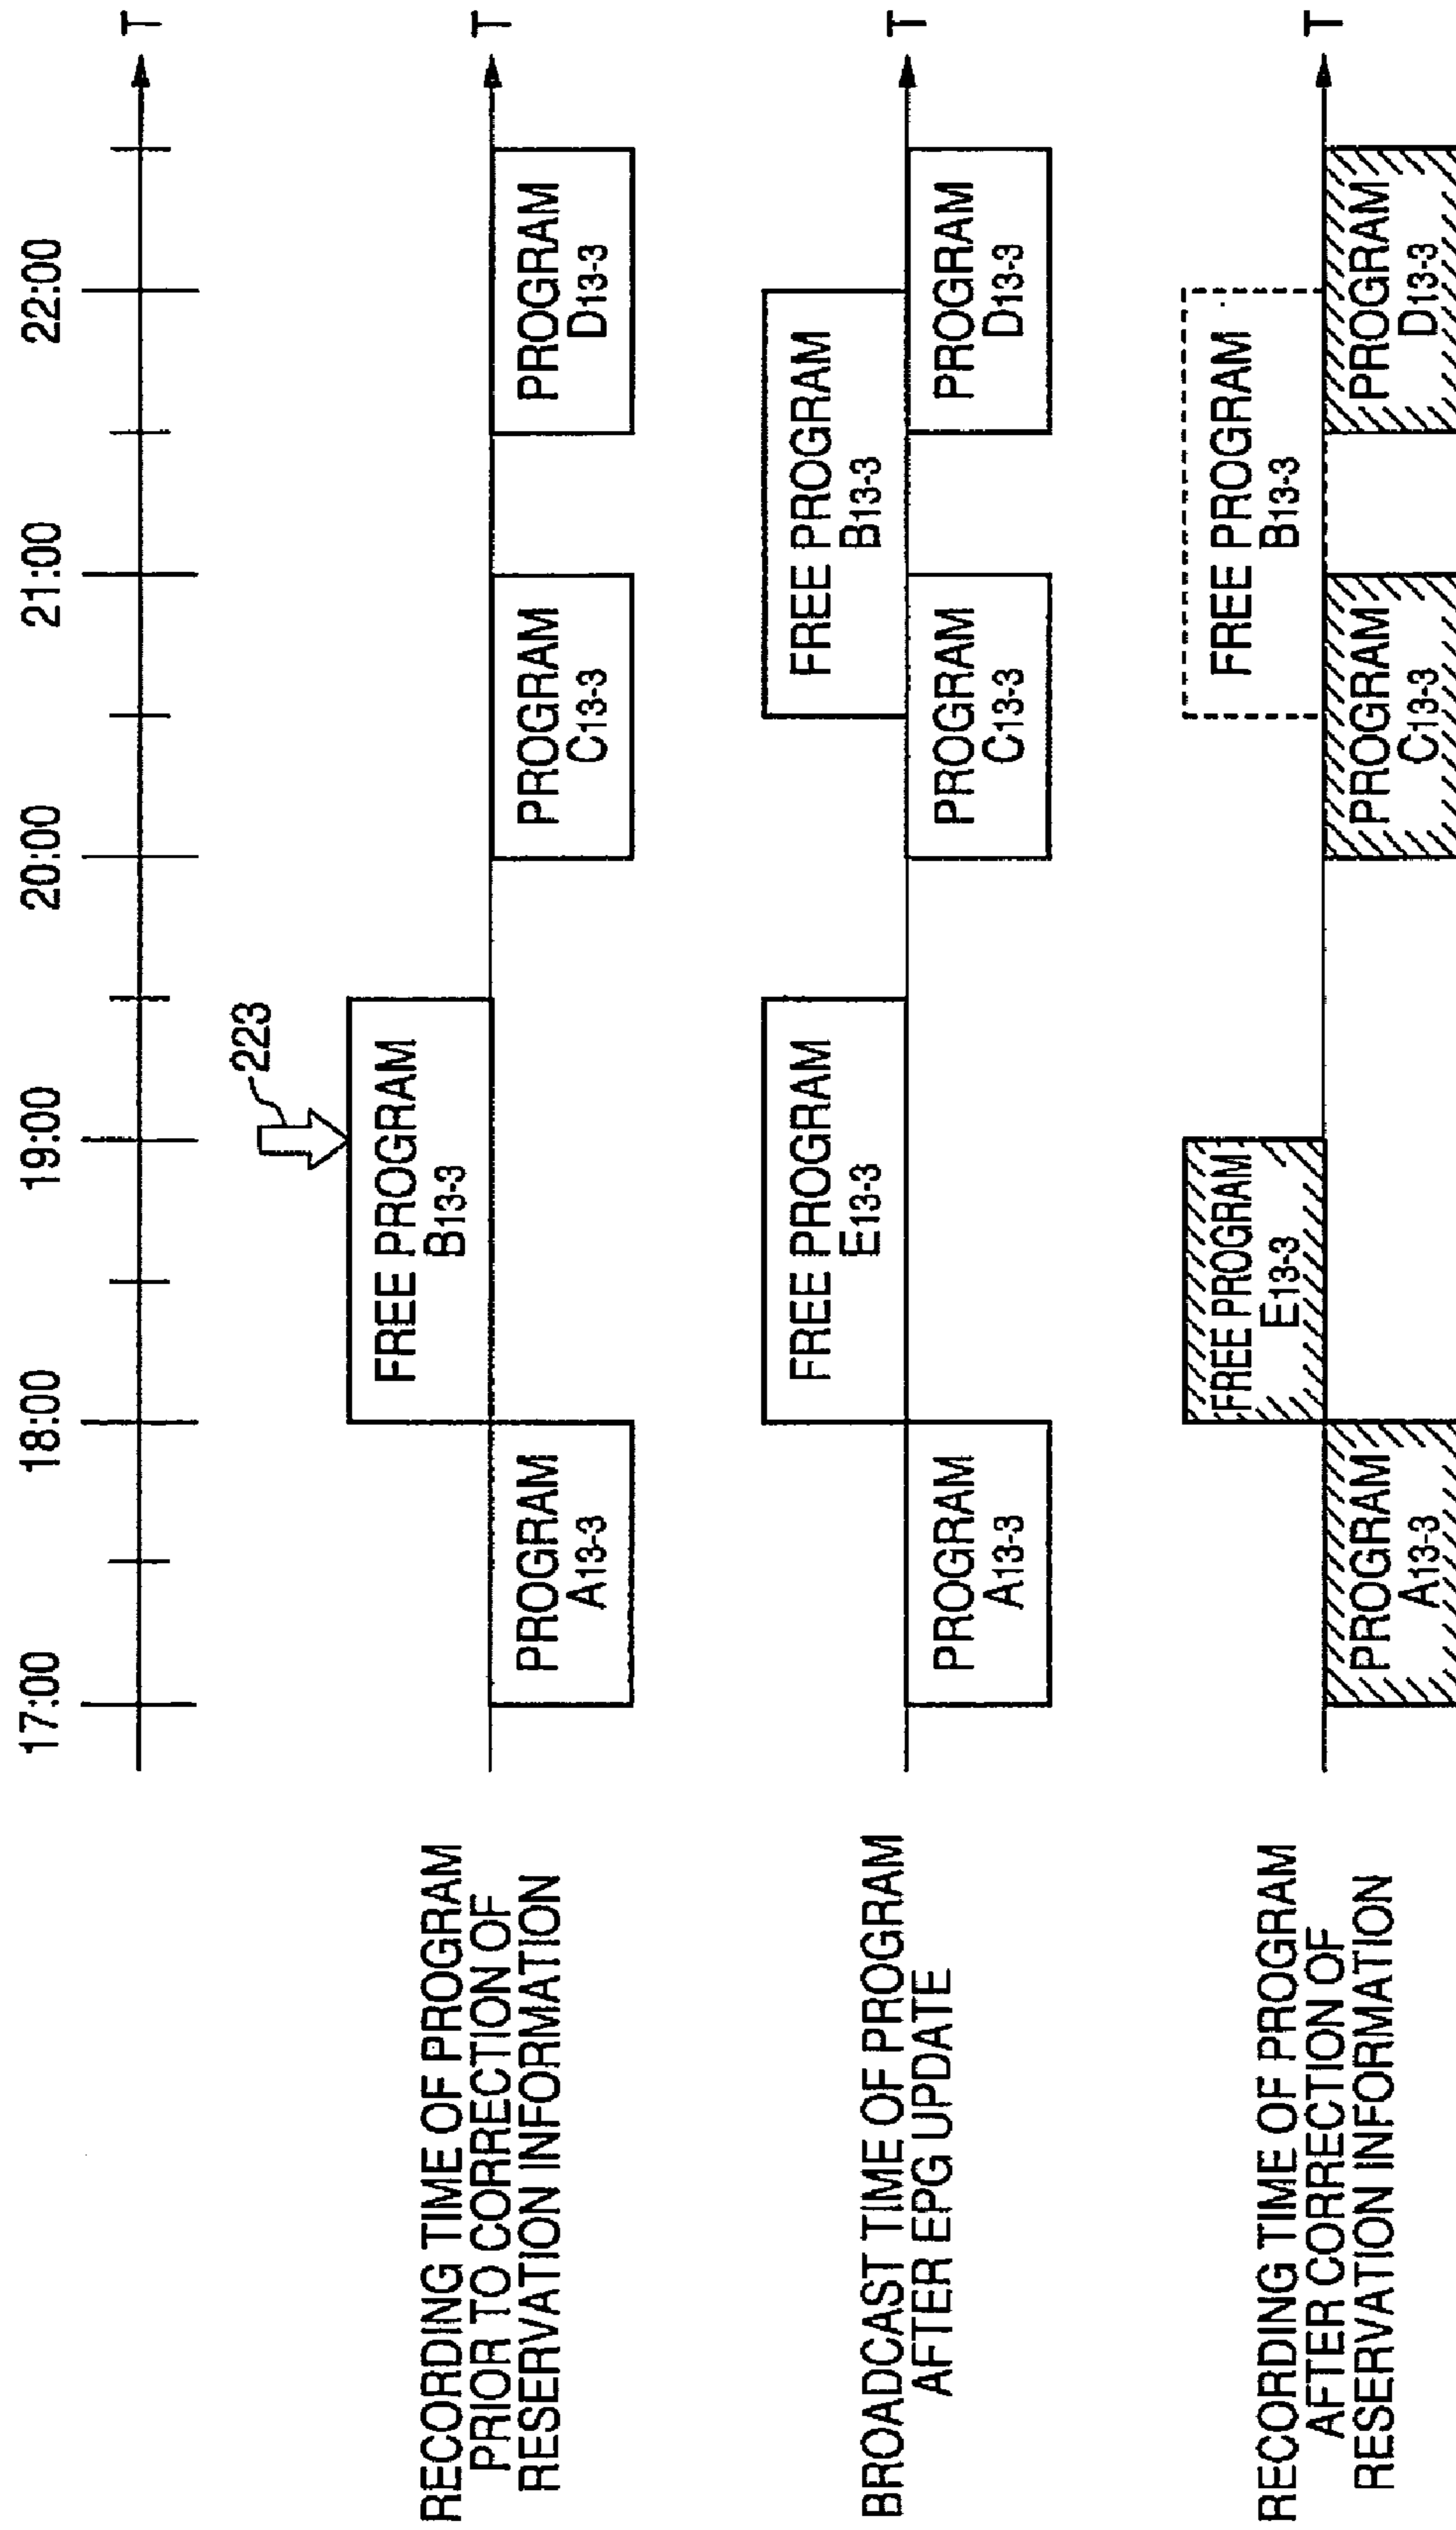 17:00 18:00 19:00 20:00 21:00 22:00
T
223
RECORDING TIME OF PROGRAM
PRIOR TO CORRECTION OF
RESERVATION INFORMATION
FREE PROGRAM
B13-3
PROGRAM
A13-3
PROGRAM
C13-3
PROGRAM
D13-3
T
BROADCAST TIME OF PROGRAM
AFTER EPG UPDATE
FREE PROGRAM
E13-3
FREE PROGRAM
B13-3
PROGRAM
A13-3
PROGRAM
C13-3
PROGRAM
D13-3
T
RECORDING TIME OF PROGRAM
AFTER CORRECTION OF
RESERVATION INFORMATION
FREE PROGRAM
E13-3
FREE PROGRAM
B13-3
PROGRAM
A13-3
PROGRAM
C13-3
PROGRAM
D13-3
T